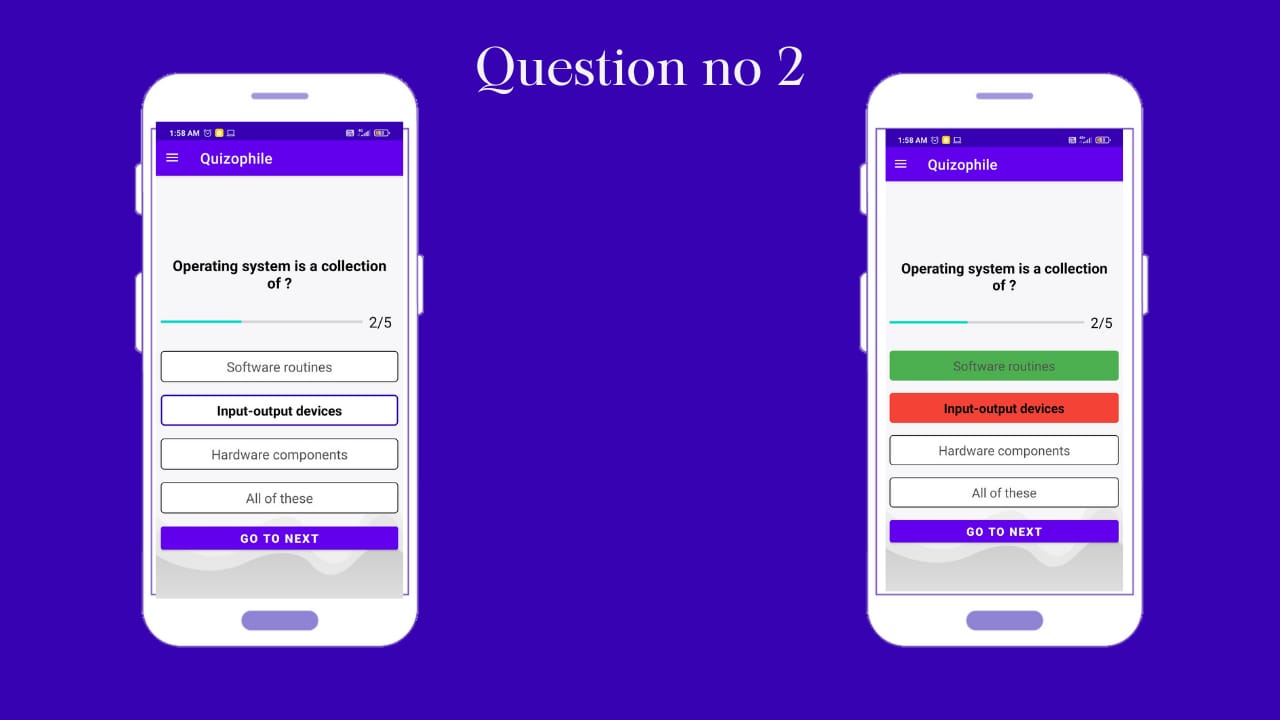 Question no 2
1:58 AM
Quizophile
Operating system is a collection
of ?
2/5
Software routines
Input-output devices
Hardware components
All of these
GO TO NEXT
1:58 AM
Quizophile
Operating system is a collection
of ?
2/5
Software routines
Input-output devices
Hardware components
All of these
GO TO NEXT